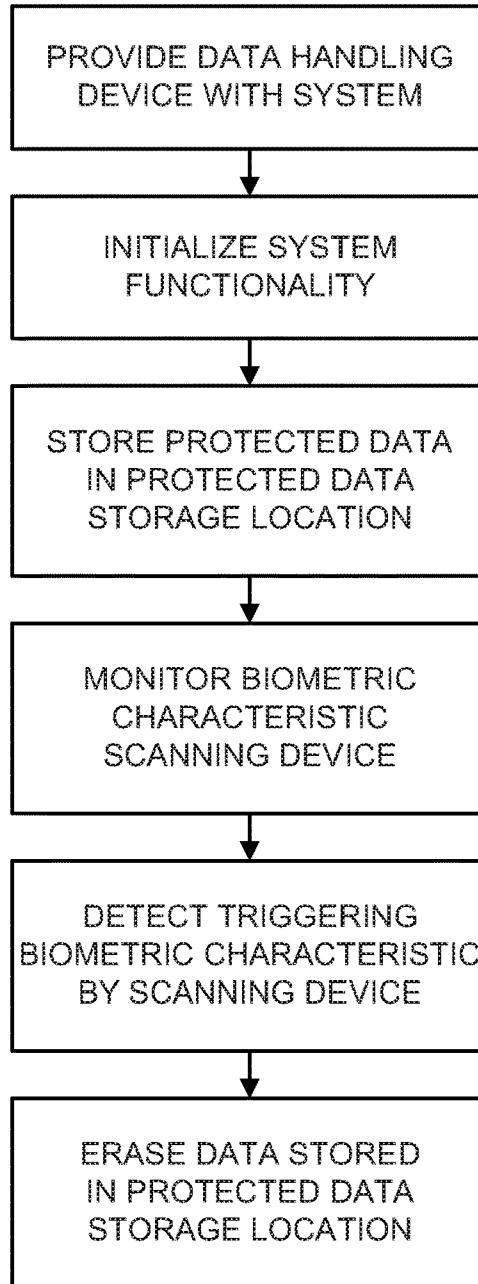 PROVIDE DATA HANDLING
DEVICE WITH SYSTEM
INITIALIZE SYSTEM
FUNCTIONALITY
STORE PROTECTED DATA
IN PROTECTED DATA
STORAGE LOCATION
MONITOR BIOMETRIC
CHARACTERISTIC
SCANNING DEVICE
DETECT TRIGGERING
BIOMETRIC CHARACTERISTIC
BY SCANNING DEVICE
ERASE DATA STORED
IN PROTECTED DATA
STORAGE LOCATION